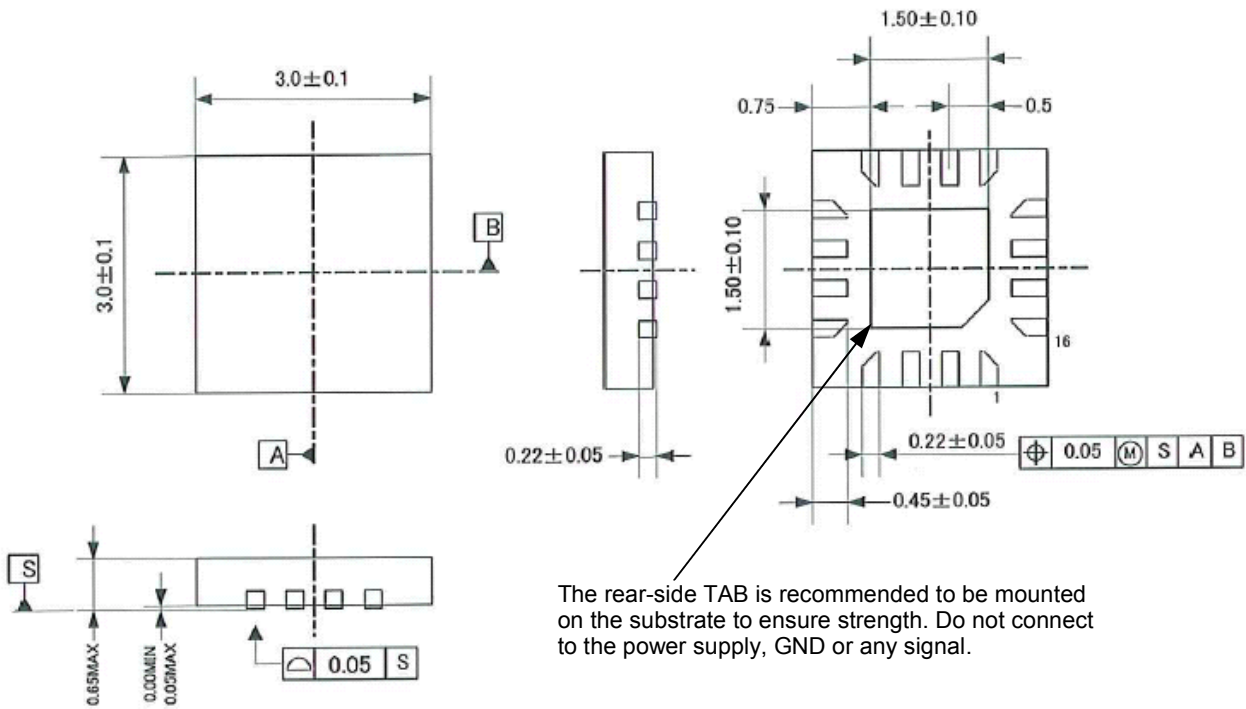 1.50±0.10
3.0±0.1
0.75
0.5
3.0±0.1
B
1.50±0.10
16
1
A
0.22±0.05
0.22±0.05
⌖ 0.05 Ⓜ S A B
0.45±0.05
S
0.65MAX
0.00MIN
0.05MAX
⌓ 0.05 S
The rear-side TAB is recommended to be mounted
on the substrate to ensure strength. Do not connect
to the power supply, GND or any signal.